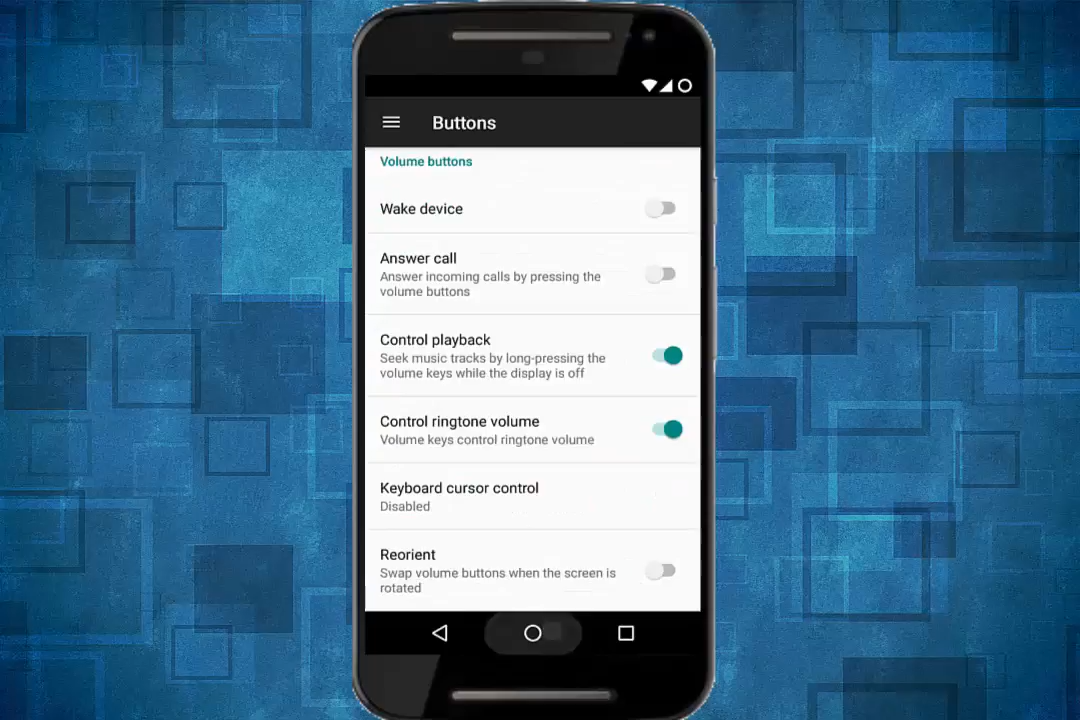 Buttons
Volume buttons
Wake device
Answer call
Answer incoming calls by pressing the
volume buttons
Control playback
Seek music tracks by long-pressing the
volume keys while the display is off
Control ringtone volume
Volume keys control ringtone volume
Keyboard cursor control
Disabled
Reorient
Swap volume buttons when the screen is
rotated